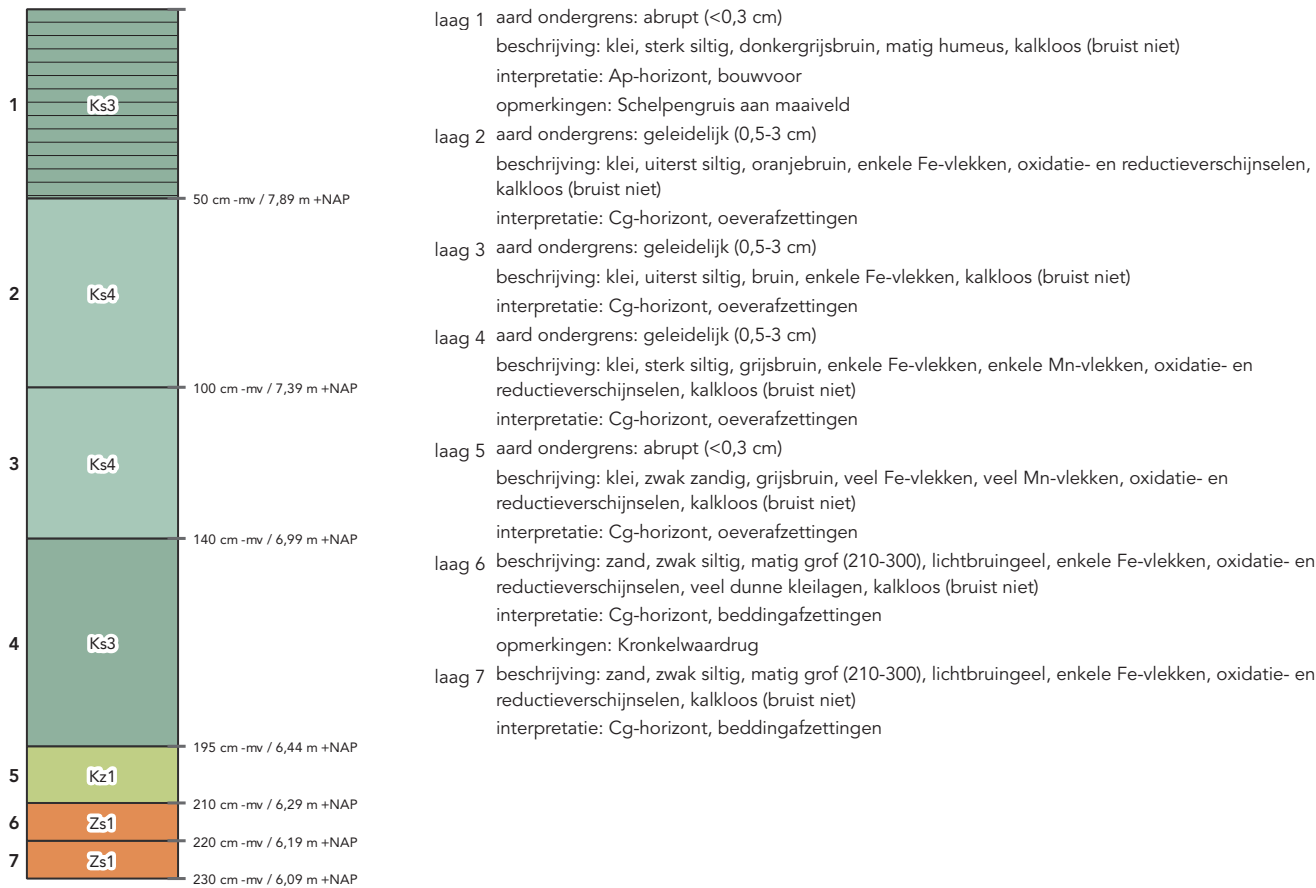 1
Ks3
50 cm -mv / 7,89 m +NAP
2
Ks4
100 cm -mv / 7,39 m +NAP
3
Ks4
140 cm -mv / 6,99 m +NAP
4
Ks3
195 cm -mv / 6,44 m +NAP
5
Kz1
210 cm -mv / 6,29 m +NAP
6
Zs1
220 cm -mv / 6,19 m +NAP
7
Zs1
230 cm -mv / 6,09 m +NAP
laag 1 aard ondergrens: abrupt (<0,3 cm)
beschrijving: klei, sterk siltig, donkergrijsbruin, matig humeus, kalkloos (bruist niet)
interpretatie: Ap-horizont, bouwvoor
opmerkingen: Schelpengruis aan maaiveld
laag 2 aard ondergrens: geleidelijk (0,5-3 cm)
beschrijving: klei, uiterst siltig, oranjebruin, enkele Fe-vlekken, oxidatie- en reductieverschijnselen,
kalkloos (bruist niet)
interpretatie: Cg-horizont, oeverafzettingen
laag 3 aard ondergrens: geleidelijk (0,5-3 cm)
beschrijving: klei, uiterst siltig, bruin, enkele Fe-vlekken, kalkloos (bruist niet)
interpretatie: Cg-horizont, oeverafzettingen
laag 4 aard ondergrens: geleidelijk (0,5-3 cm)
beschrijving: klei, sterk siltig, grijsbruin, enkele Fe-vlekken, enkele Mn-vlekken, oxidatie- en
reductieverschijnselen, kalkloos (bruist niet)
interpretatie: Cg-horizont, oeverafzettingen
laag 5 aard ondergrens: abrupt (<0,3 cm)
beschrijving: klei, zwak zandig, grijsbruin, veel Fe-vlekken, veel Mn-vlekken, oxidatie- en
reductieverschijnselen, kalkloos (bruist niet)
interpretatie: Cg-horizont, oeverafzettingen
laag 6 beschrijving: zand, zwak siltig, matig grof (210-300), lichtbruingeel, enkele Fe-vlekken, oxidatie- en
reductieverschijnselen, veel dunne kleilagen, kalkloos (bruist niet)
interpretatie: Cg-horizont, beddingafzettingen
opmerkingen: Kronkelwaardrug
laag 7 beschrijving: zand, zwak siltig, matig grof (210-300), lichtbruingeel, enkele Fe-vlekken, oxidatie- en
reductieverschijnselen, kalkloos (bruist niet)
interpretatie: Cg-horizont, beddingafzettingen